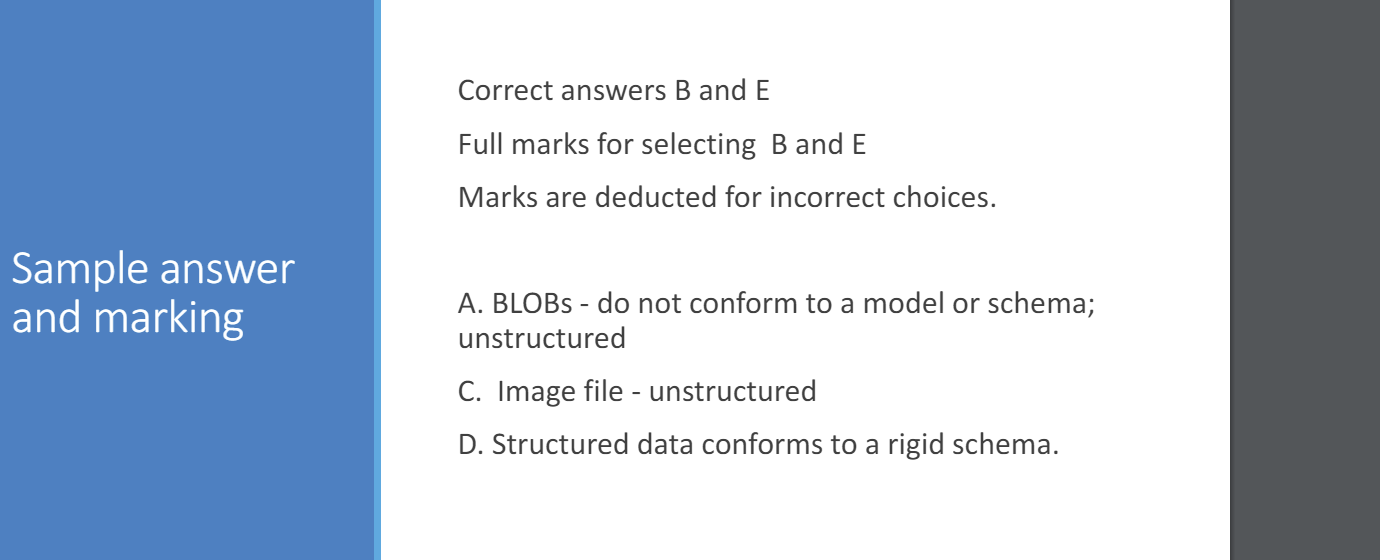 Sample answer
and marking
Correct answers B and E
Full marks for selecting  B and E
Marks are deducted for incorrect choices.
A. BLOBs - do not conform to a model or schema;
unstructured
C.  Image file - unstructured
D. Structured data conforms to a rigid schema.